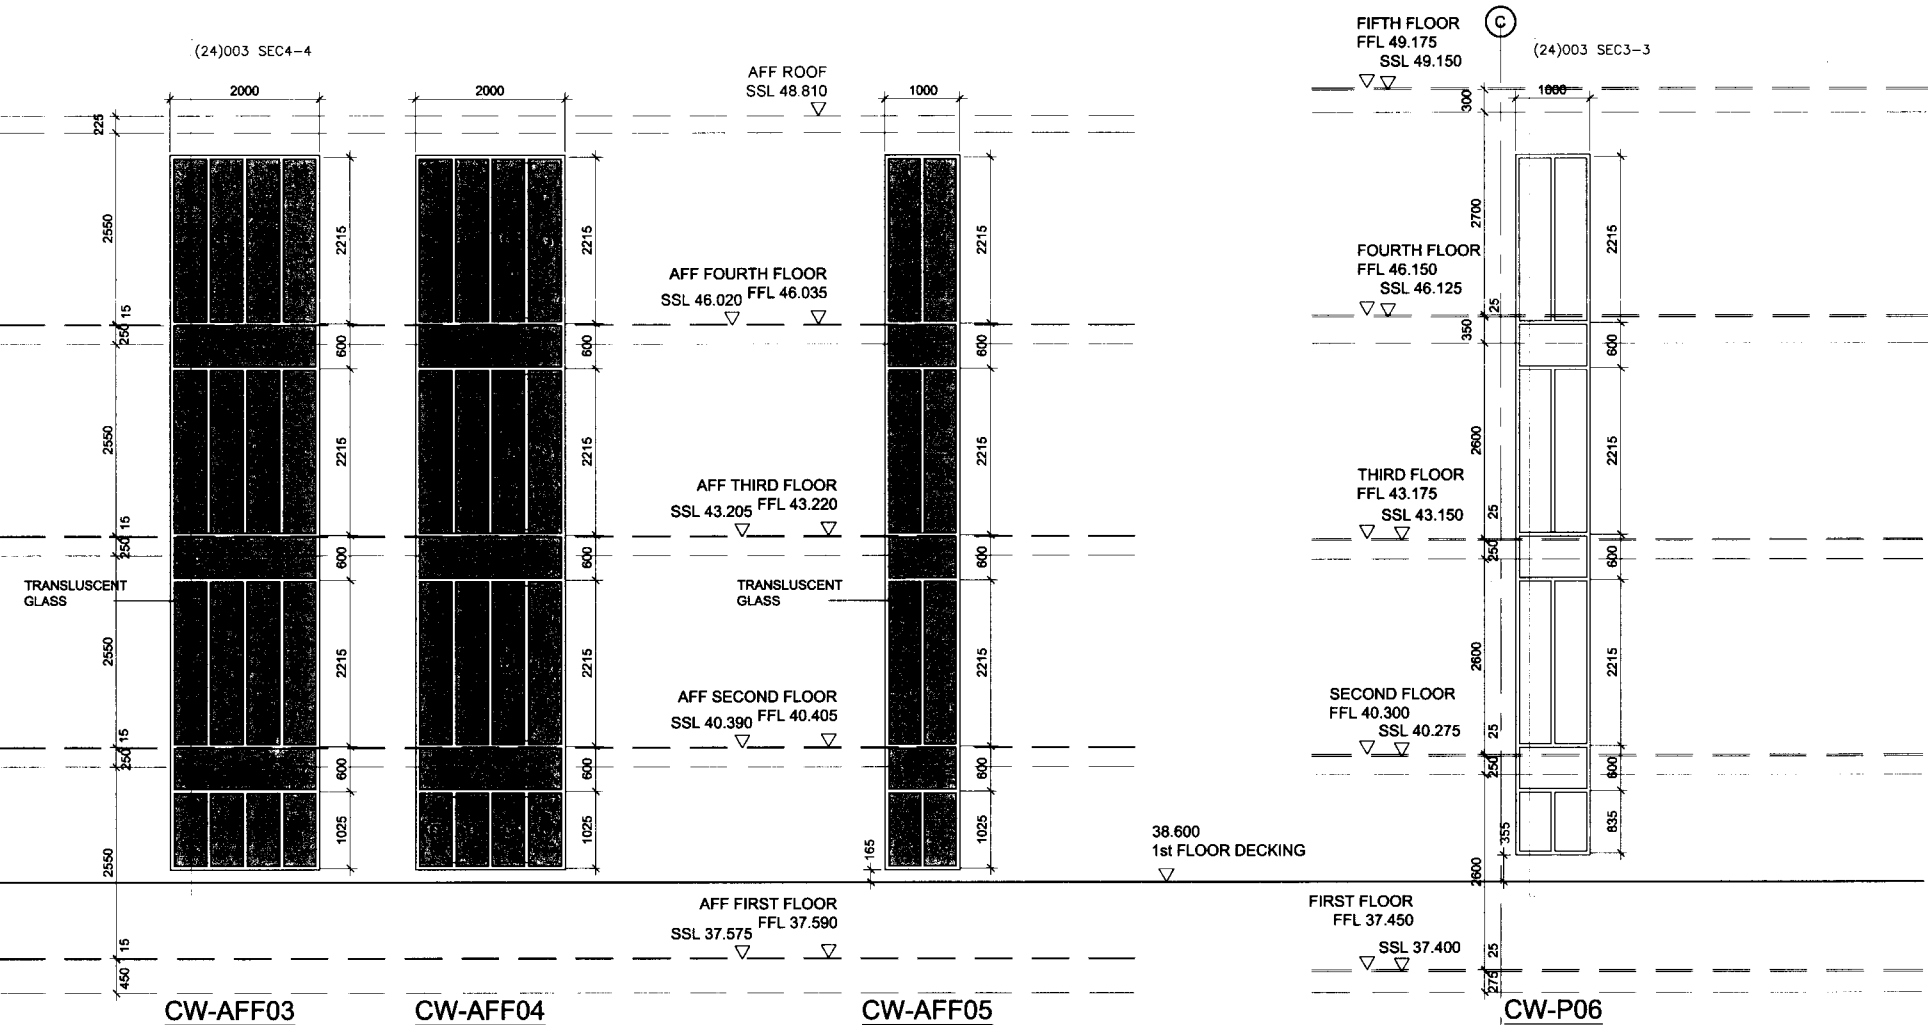 (24)003 SEC4-4
2000
2000
AFF ROOF
SSL 48.810
1000
FIFTH FLOOR
FFL 49.175
SSL 49.150
C
(24)003 SEC3-3
1000
300
225
2550
2215
2215
2215
2700
2215
AFF FOURTH FLOOR
SSL 46.020 FFL 46.035
FOURTH FLOOR
FFL 46.150
SSL 46.125
15
250
600
600
600
25
350
600
2550
2215
2215
2215
2600
2215
AFF THIRD FLOOR
SSL 43.205 FFL 43.220
THIRD FLOOR
FFL 43.175
SSL 43.150
15
250
600
600
600
25
250
600
TRANSLUSCENT
GLASS
TRANSLUSCENT
GLASS
2550
2215
2215
2215
2600
2215
AFF SECOND FLOOR
SSL 40.390 FFL 40.405
SECOND FLOOR
FFL 40.300
SSL 40.275
15
250
600
600
600
25
250
600
2550
1025
1025
165
1025
38.600
1st FLOOR DECKING
355
835
2600
AFF FIRST FLOOR
SSL 37.575 FFL 37.590
FIRST FLOOR
FFL 37.450
SSL 37.400
15
450
25
275
CW-AFF03
CW-AFF04
CW-AFF05
CW-P06